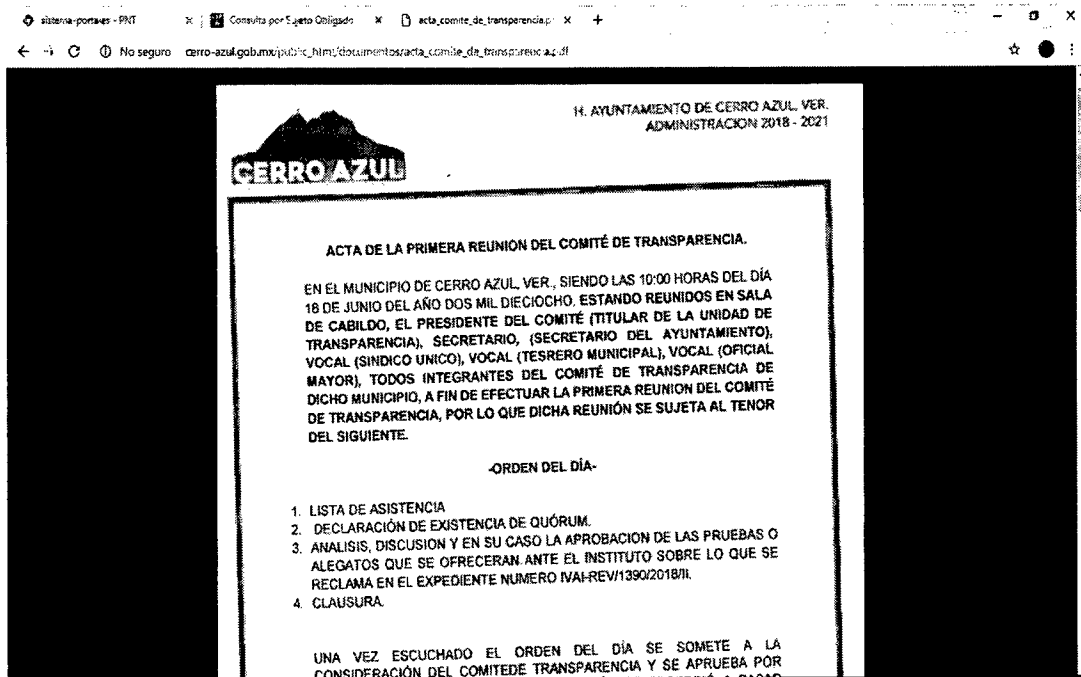 sistema-portales - PNT
Consulta por Sujeto Obligado
acta_comite_de_transparencia.p
No seguro cerro-azul.gob.mx/public_html/documentos/acta_comite_de_transparencia.pdf
H. AYUNTAMIENTO DE CERRO AZUL, VER.
ADMINISTRACION 2018 - 2021
CERRO AZUL
ACTA DE LA PRIMERA REUNION DEL COMITÉ DE TRANSPARENCIA.
EN EL MUNICIPIO DE CERRO AZUL, VER., SIENDO LAS 10:00 HORAS DEL DÍA
18 DE JUNIO DEL AÑO DOS MIL DIECIOCHO, ESTANDO REUNIDOS EN SALA
DE CABILDO, EL PRESIDENTE DEL COMITÉ (TITULAR DE LA UNIDAD DE
TRANSPARENCIA), SECRETARIO, (SECRETARIO DEL AYUNTAMIENTO),
VOCAL (SINDICO UNICO), VOCAL (TESRERO MUNICIPAL), VOCAL (OFICIAL
MAYOR), TODOS INTEGRANTES DEL COMITÉ DE TRANSPARENCIA DE
DICHO MUNICIPIO, A FIN DE EFECTUAR LA PRIMERA REUNION DEL COMITÉ
DE TRANSPARENCIA, POR LO QUE DICHA REUNIÓN SE SUJETA AL TENOR
DEL SIGUIENTE.
-ORDEN DEL DÍA-
1. LISTA DE ASISTENCIA
2. DECLARACIÓN DE EXISTENCIA DE QUÓRUM.
3. ANALISIS, DISCUSION Y EN SU CASO LA APROBACION DE LAS PRUEBAS O
ALEGATOS QUE SE OFRECERAN ANTE EL INSTITUTO SOBRE LO QUE SE
RECLAMA EN EL EXPEDIENTE NUMERO IVAI-REV/1390/2018/II.
4. CLAUSURA.
UNA VEZ ESCUCHADO EL ORDEN DEL DÍA SE SOMETE A LA
CONSIDERACIÓN DEL COMITEDE TRANSPARENCIA Y SE APRUEBA POR